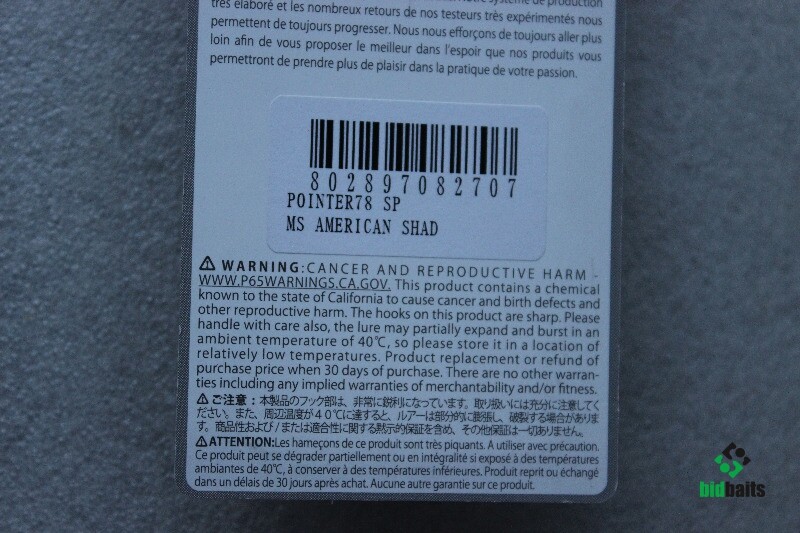 très élaboré et les nombreux retours de nos testeurs très expérimentés nous
permettent de toujours progresser. Nous nous efforçons de toujours aller plus
loin afin de vous proposer le meilleur dans l'espoir que nos produits vous
permettront de prendre plus de plaisir dans la pratique de votre passion.
802897082707
POINTER78 SP
MS AMERICAN SHAD
⚠ WARNING:CANCER AND REPRODUCTIVE HARM -
WWW.P65WARNINGS.CA.GOV. This product contains a chemical
known to the state of California to cause cancer and birth defects and
other reproductive harm. The hooks on this product are sharp. Please
handle with care also, the lure may partially expand and burst in an
ambient temperature of 40℃, so please store it in a location of
relatively low temperatures. Product replacement or refund of
purchase price when 30 days of purchase. There are no other warran-
ties including any implied warranties of merchantability and/or fitness.
⚠ ご注意：本製品のフック部は、非常に鋭利になっています。取り扱いには充分に注意してく
ださい。また、周辺温度が４０℃に達すると、ルアーは部分的に膨張し、破裂する場合がありま
す。商品性および/または適合性に関する黙示的保証を含め、その他保証は一切ありません。
⚠ ATTENTION:Les hameçons de ce produit sont très piquants. A utiliser avec précaution.
Ce produit peut se dégrader partiellement ou en intégralité si exposé à des températures
ambiantes de 40℃, à conserver à des températures inférieures. Produit reprit ou échangé
dans un délais de 30 jours après achat. Aucune autre garantie sur ce produit.
bidbaits